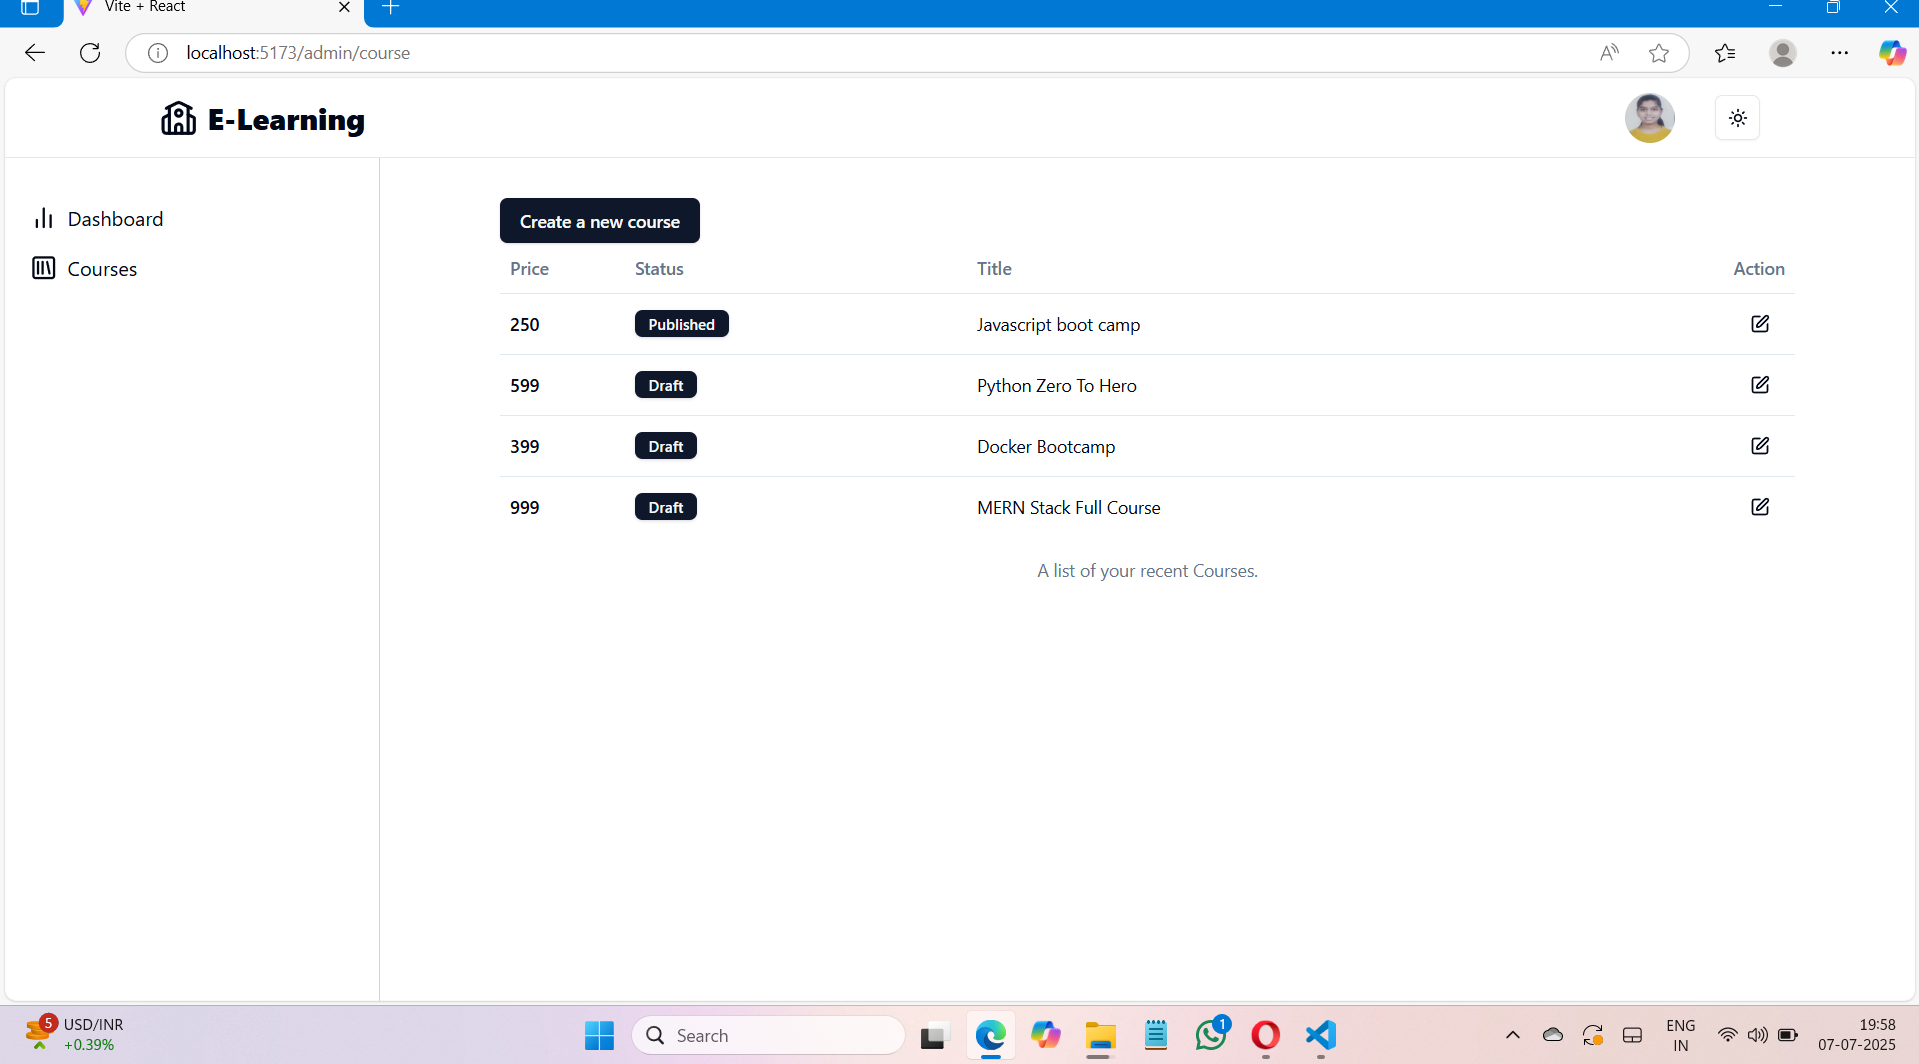 Vite + React
localhost:5173/admin/course
E-Learning
Dashboard
Courses
Create a new course
Price Status Title Action
250 Published Javascript boot camp
599 Draft Python Zero To Hero
399 Draft Docker Bootcamp
999 Draft MERN Stack Full Course
A list of your recent Courses.
5 USD/INR
+0.39%
Search
1
ENG
IN
19:58
07-07-2025